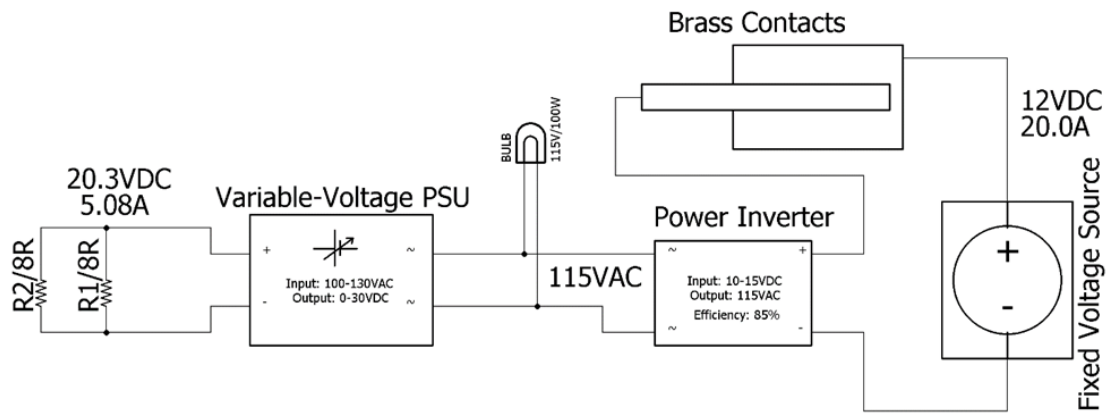 Brass Contacts
12VDC
20.0A
BULB
115V/100W
20.3VDC
5.08A
Variable-Voltage PSU
Power Inverter
Fixed Voltage Source
R2/8R
R1/8R
+
-
~
~
Input: 100-130VAC
Output: 0-30VDC
115VAC
~
~
+
-
Input: 10-15VDC
Output: 115VAC
Efficiency: 85%
+
-